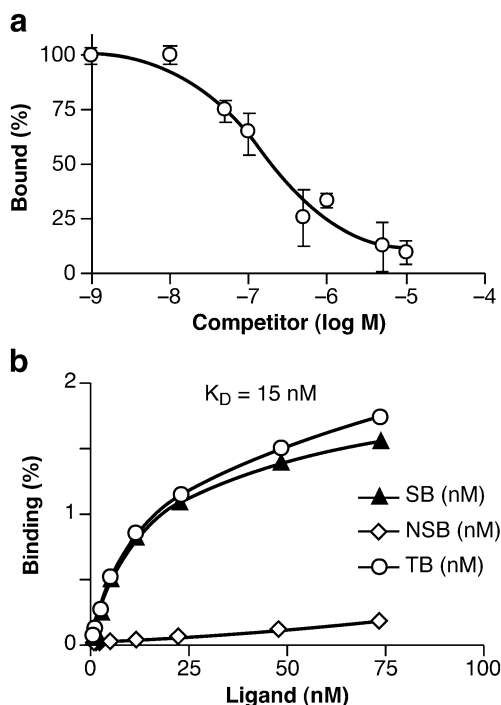 a
100
75
50
25
0
Bound (%)
−9 −8 −7 −6 −5 −4
Competitor (log M)
b
2
1
0
Binding (%)
K_D = 15 nM
SB (nM)
NSB (nM)
TB (nM)
0 25 50 75 100
Ligand (nM)